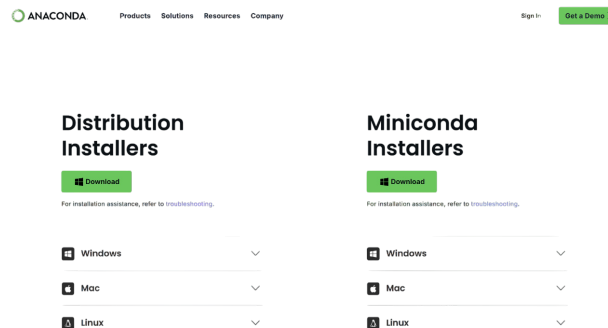 ANACONDA.
Products Solutions Resources Company
Sign In
Get a Demo
Distribution
Installers
Download
For installation assistance, refer to troubleshooting.
Windows
Mac
Linux
Miniconda
Installers
Download
For installation assistance, refer to troubleshooting.
Windows
Mac
Linux